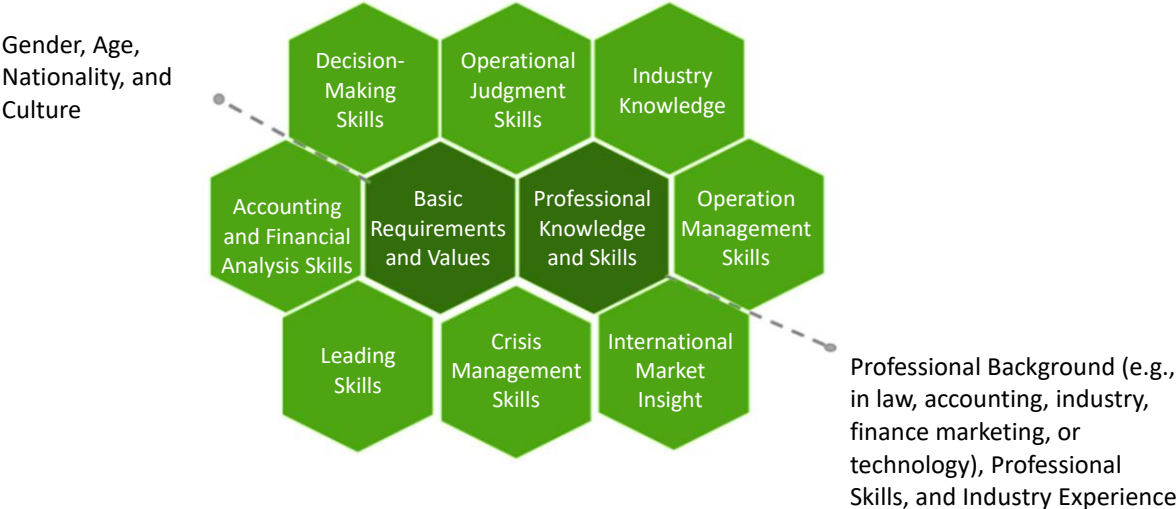 Gender, Age,
Nationality, and
Culture
Decision-
Making
Skills
Operational
Judgment
Skills
Industry
Knowledge
Accounting
and Financial
Analysis Skills
Basic
Requirements
and Values
Professional
Knowledge
and Skills
Operation
Management
Skills
Leading
Skills
Crisis
Management
Skills
International
Market
Insight
Professional Background (e.g.,
in law, accounting, industry,
finance marketing, or
technology), Professional
Skills, and Industry Experience